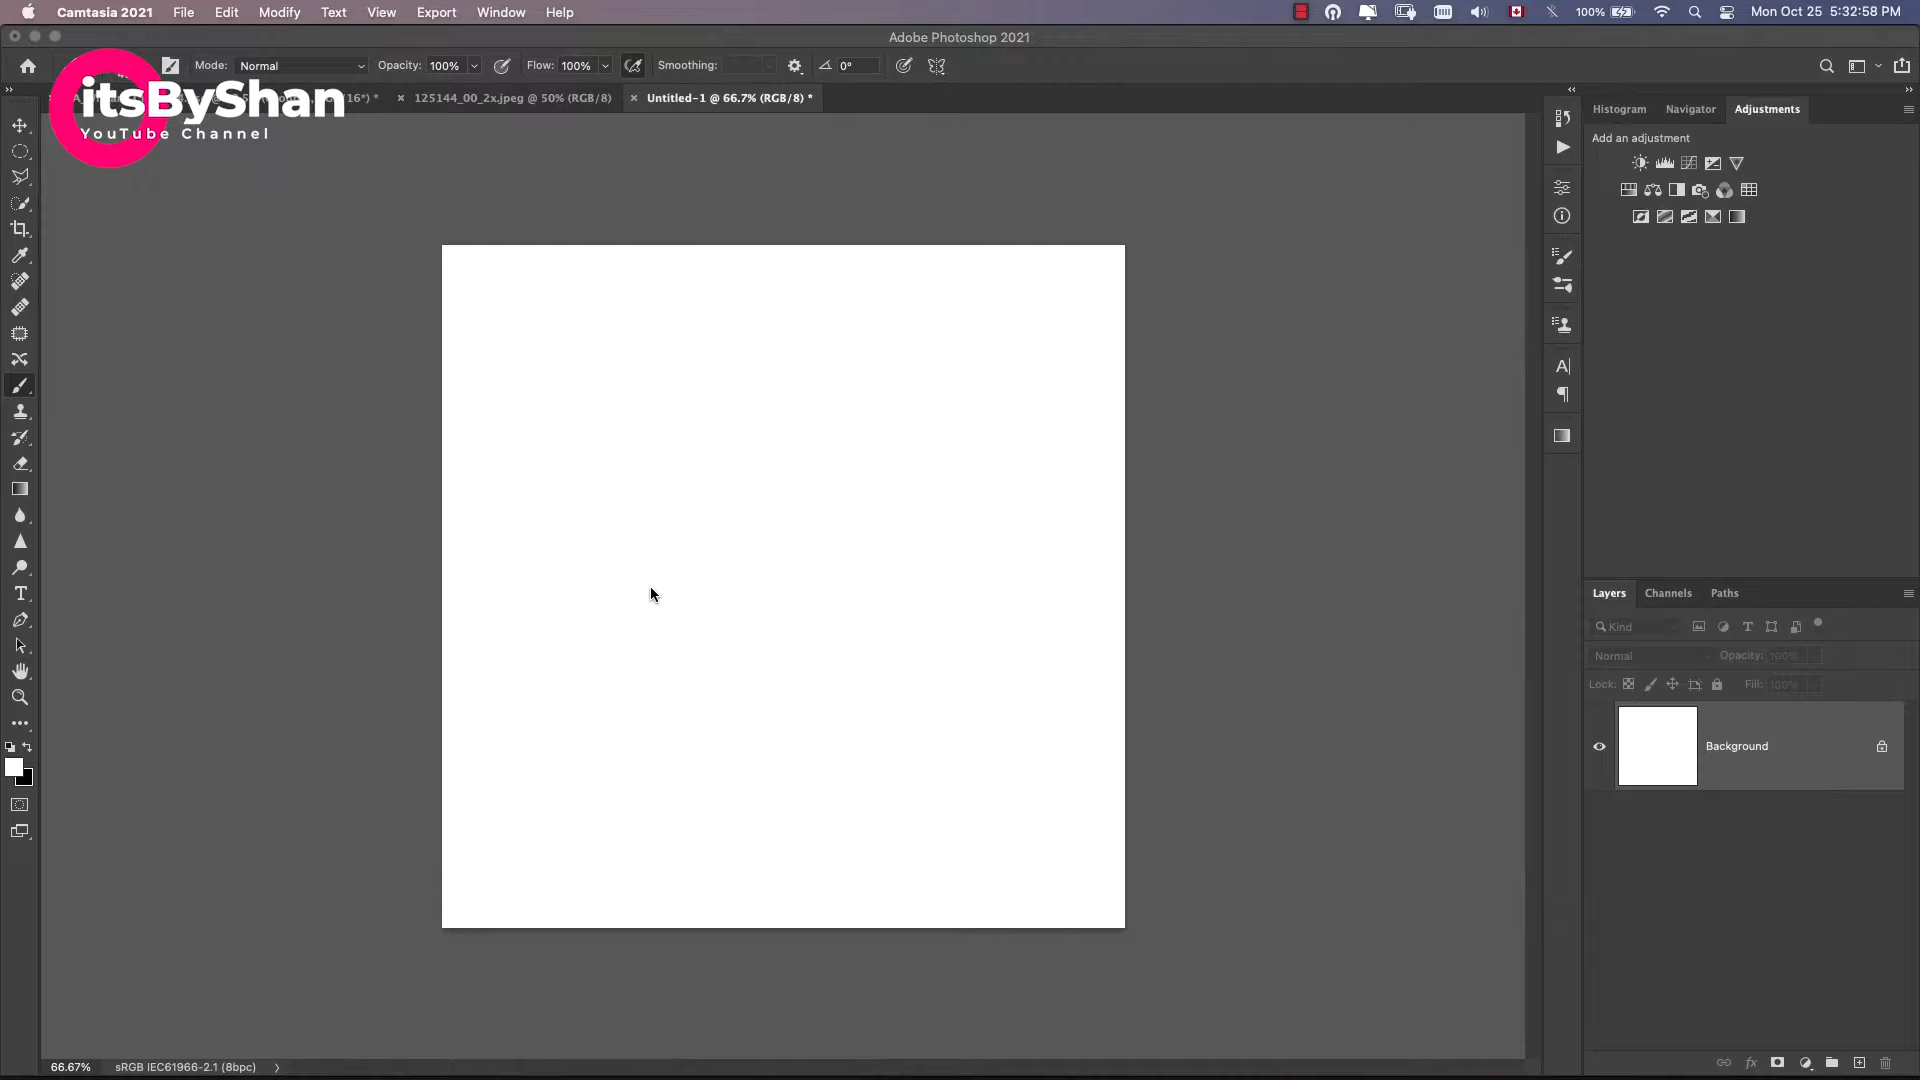 Camtasia 2021 File Edit Modify Text View Export Window Help 100% Mon Oct 25 5:32:58 PM
Adobe Photoshop 2021
Mode: Normal Opacity: 100% Flow: 100% Smoothing: 0°
itsByShan
YouTube Channel
16*) * × 125144_00_2x.jpeg @ 50% (RGB/8) × Untitled-1 @ 66.7% (RGB/8) *
Histogram Navigator Adjustments
Add an adjustment
Layers Channels Paths
Kind
Normal Opacity: 100%
Lock: Fill: 100%
Background
66.67% sRGB IEC61966-2.1 (8bpc)